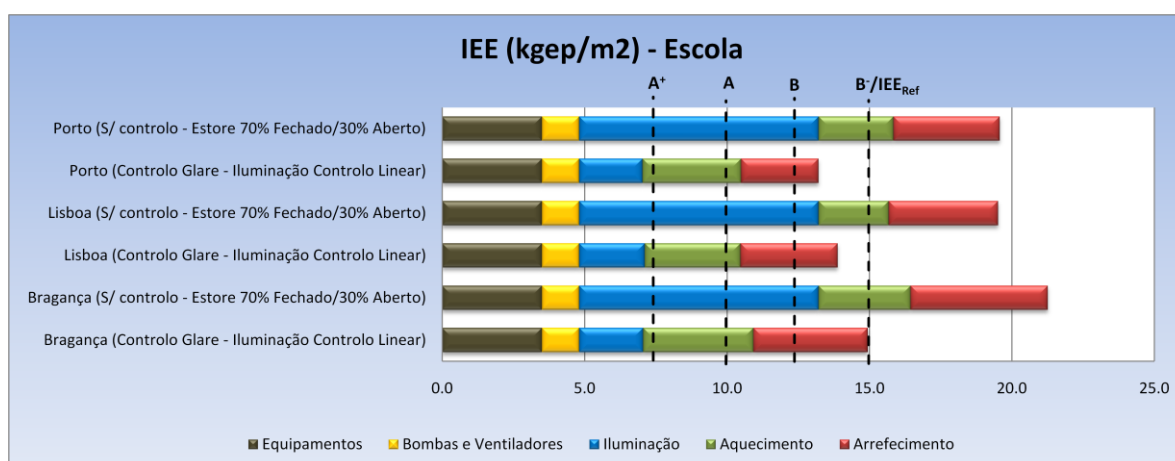 IEE (kgep/m2) - Escola
A+ A B B-/IEERef
Porto (S/ controlo - Estore 70% Fechado/30% Aberto)
Porto (Controlo Glare - Iluminação Controlo Linear)
Lisboa (S/ controlo - Estore 70% Fechado/30% Aberto)
Lisboa (Controlo Glare - Iluminação Controlo Linear)
Bragança (S/ controlo - Estore 70% Fechado/30% Aberto)
Bragança (Controlo Glare - Iluminação Controlo Linear)
0.0 5.0 10.0 15.0 20.0 25.0
Equipamentos Bombas e Ventiladores Iluminação Aquecimento Arrefecimento